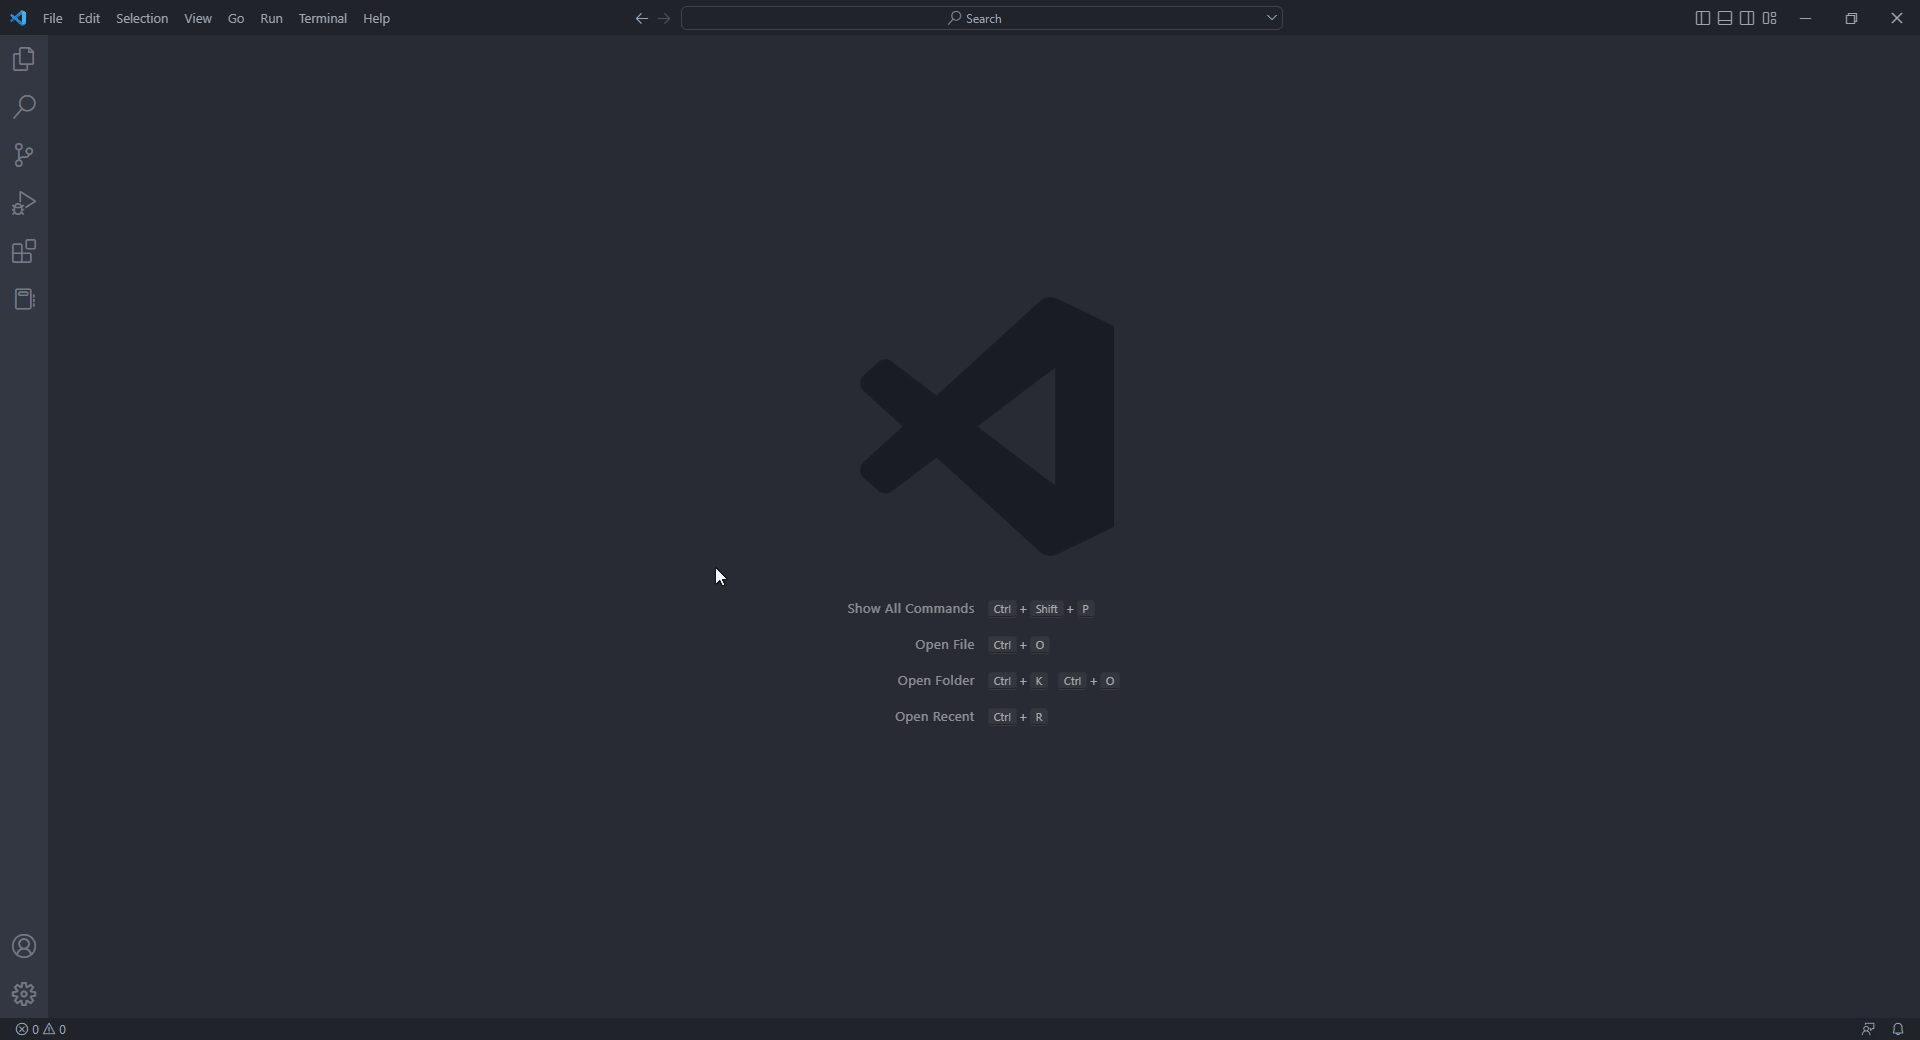 File Edit Selection View Go Run Terminal Help
Search
Show All Commands Ctrl + Shift + P
Open File Ctrl + O
Open Folder Ctrl + K Ctrl + O
Open Recent Ctrl + R
0 0